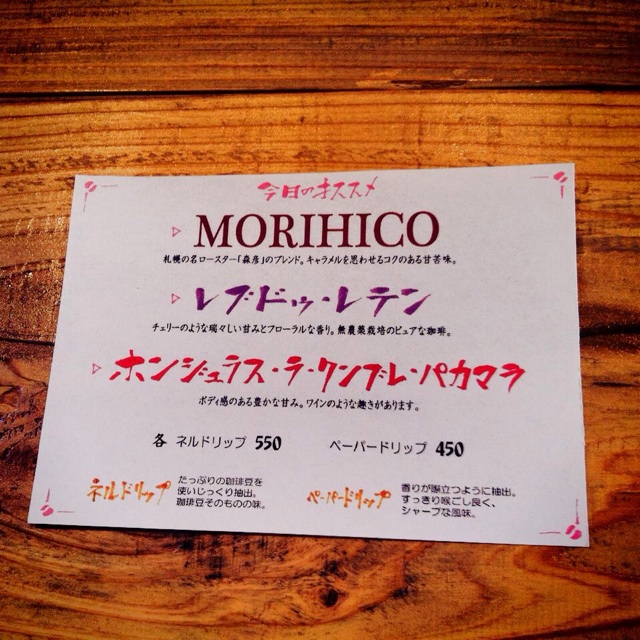 今日のオススメ
▷ MORIHICO
札幌の名ロースター「森彦」のブレンド。キャラメルを思わせるコクのある甘苦味。
▷ レブ・ドゥ・レテン
チェリーのような瑞々しい甘みとフローラルな香り。無農薬栽培のピュアな珈琲。
▷ ホンジュラス・ラ・クンブレ・パカマラ
ボディ感のある豊かな甘み。ワインのような趣きがあります。
各 ネルドリップ 550 ペーパードリップ 450
ネルドリップ
たっぷりの珈琲豆を
使いじっくり抽出。
珈琲豆そのものの味。
ペーパードリップ
香りが際立つように抽出。
すっきり喉ごし良く、
シャープな風味。